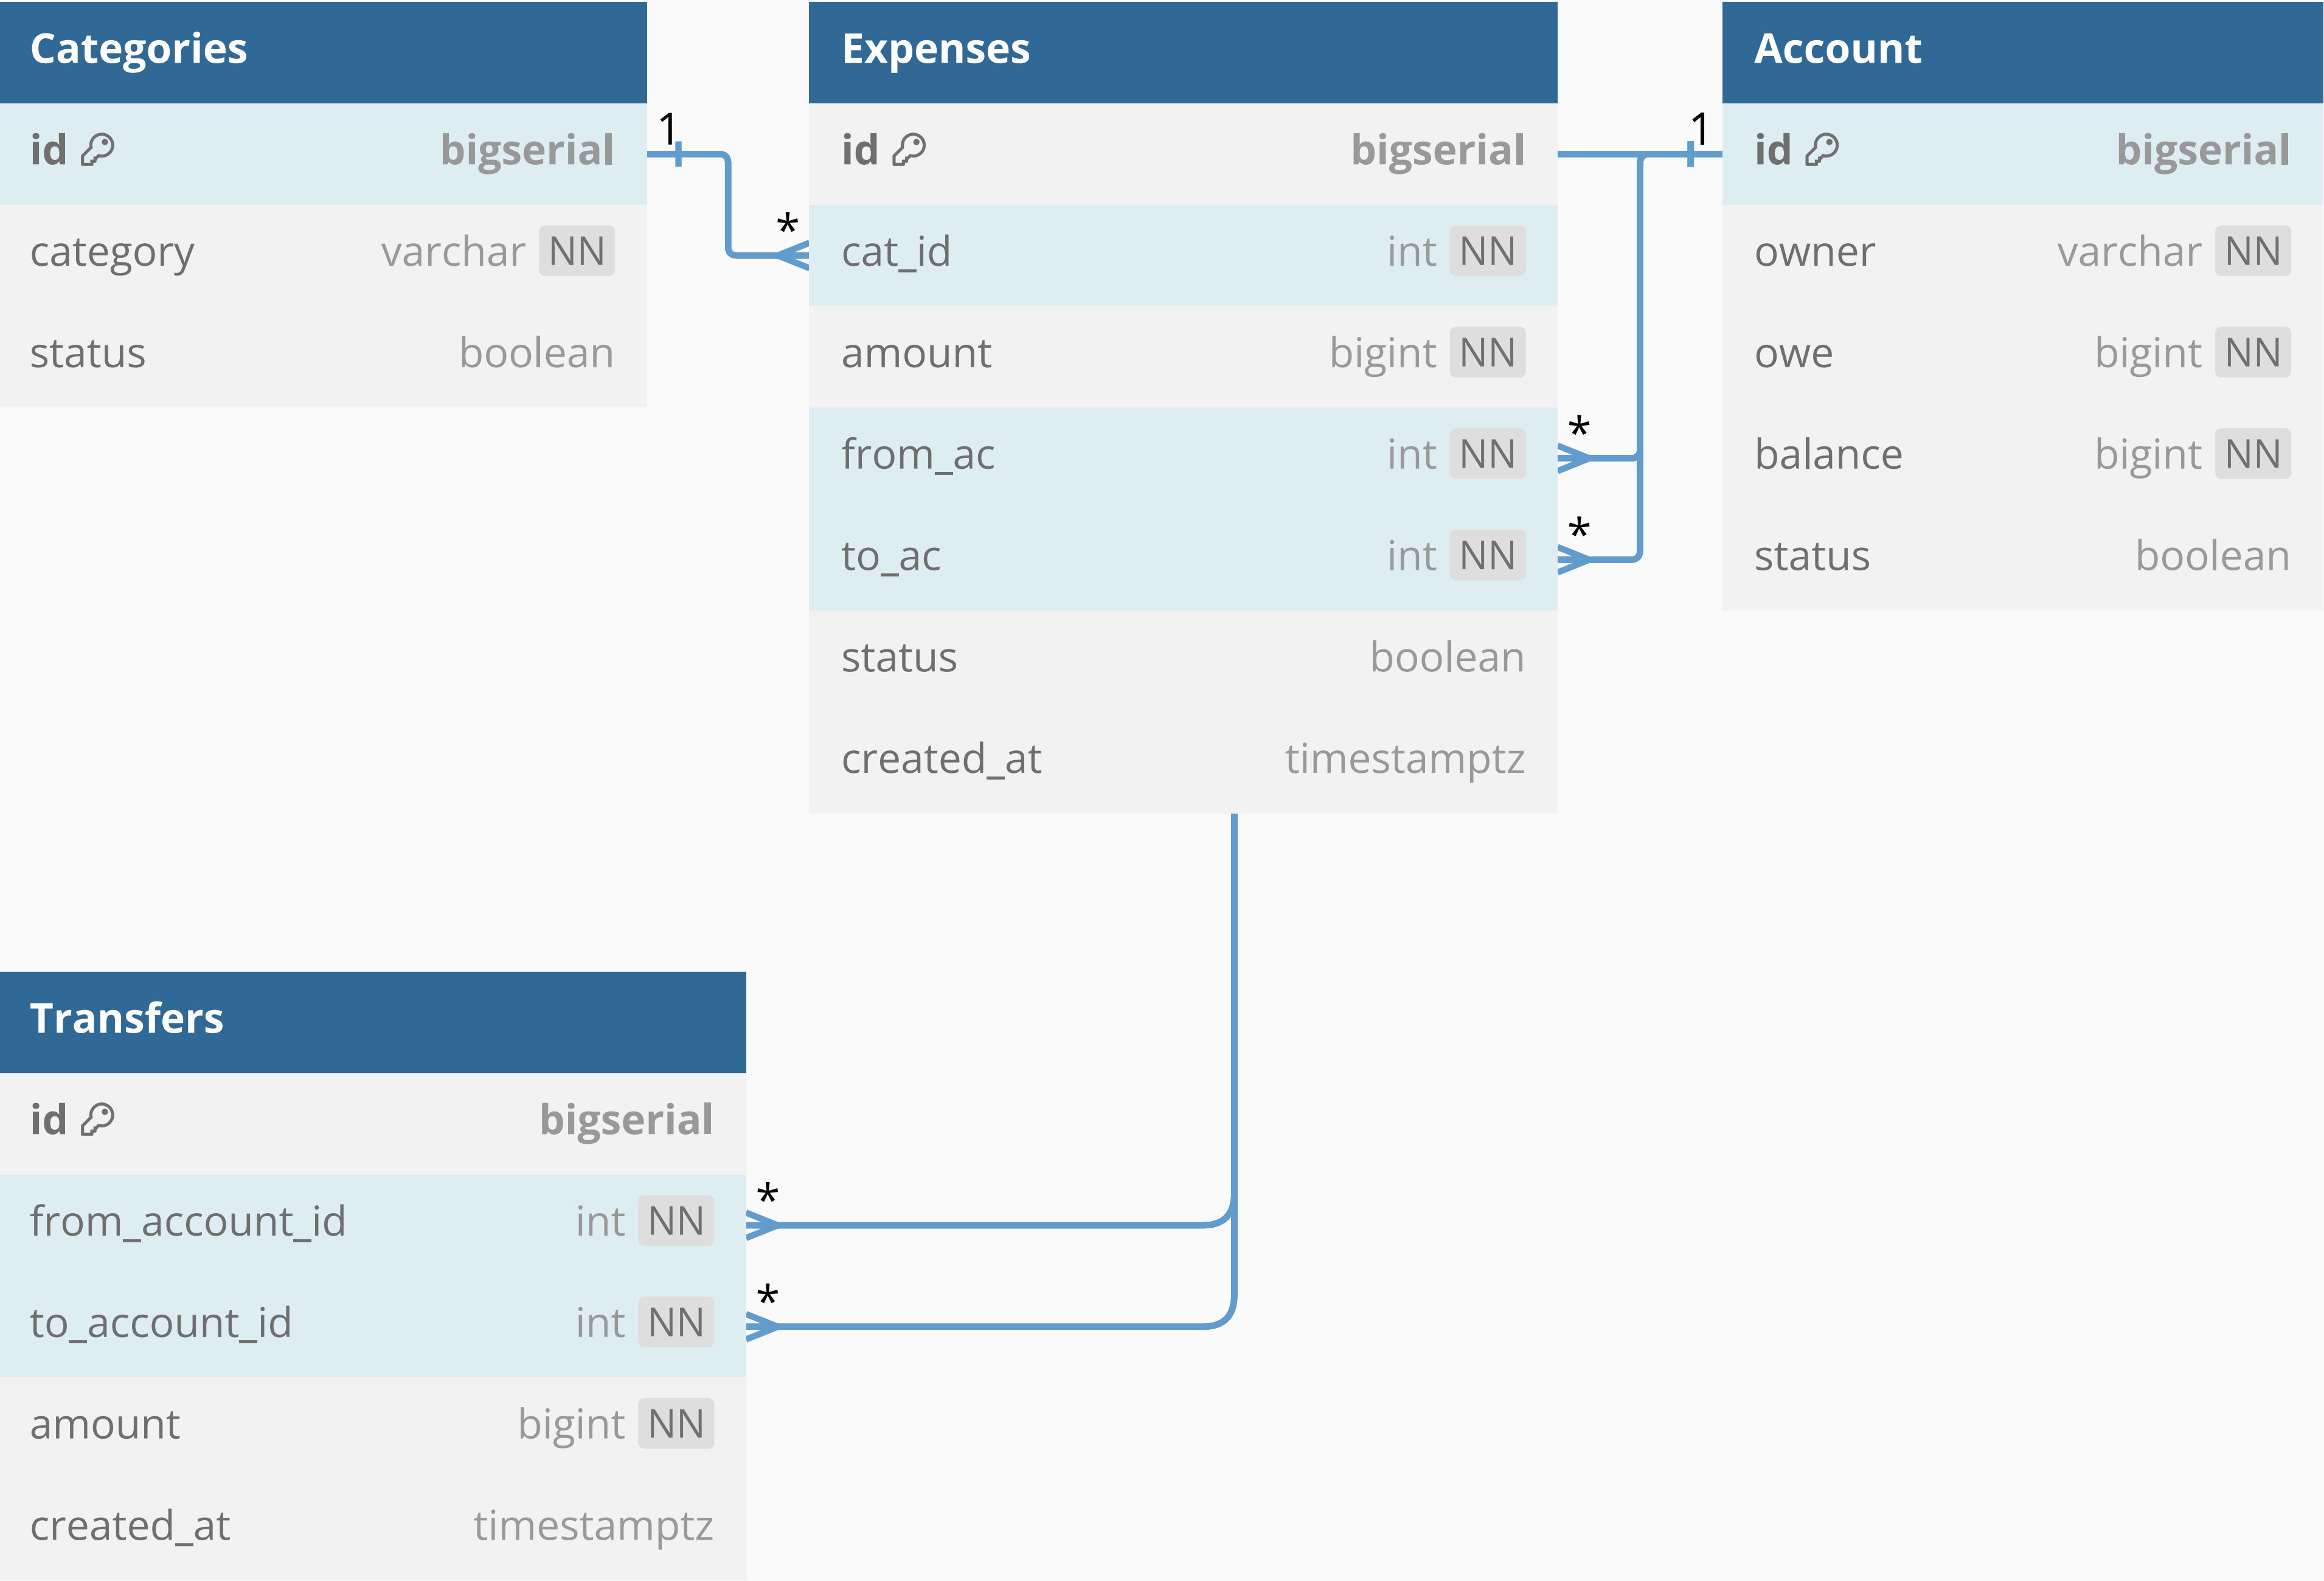 Categories
id bigserial
category varchar NN
status boolean
1
*
Expenses
id bigserial
cat_id int NN
amount bigint NN
from_ac int NN
to_ac int NN
status boolean
created_at timestamptz
*
*
1
Account
id bigserial
owner varchar NN
owe bigint NN
balance bigint NN
status boolean
Transfers
id bigserial
from_account_id int NN
to_account_id int NN
amount bigint NN
created_at timestamptz
*
*